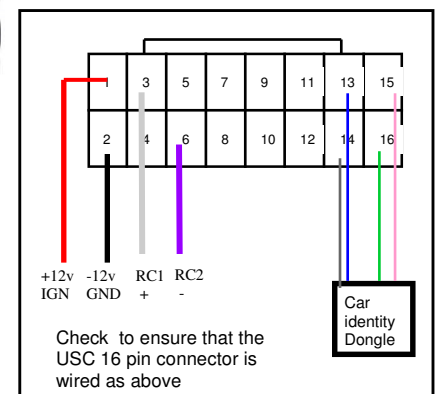 1 3 5 7 9 11 13 15
2 4 6 8 10 12 14 16
+12v -12v RC1 RC2
IGN GND + -
Car
identity
Dongle
Check to ensure that the
USC 16 pin connector is
wired as above